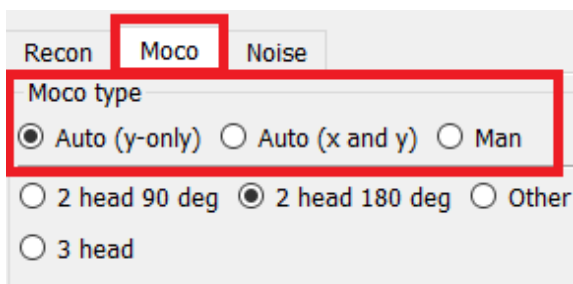 Recon Moco Noise
Moco type
Auto (y-only) Auto (x and y) Man
2 head 90 deg 2 head 180 deg Other
3 head